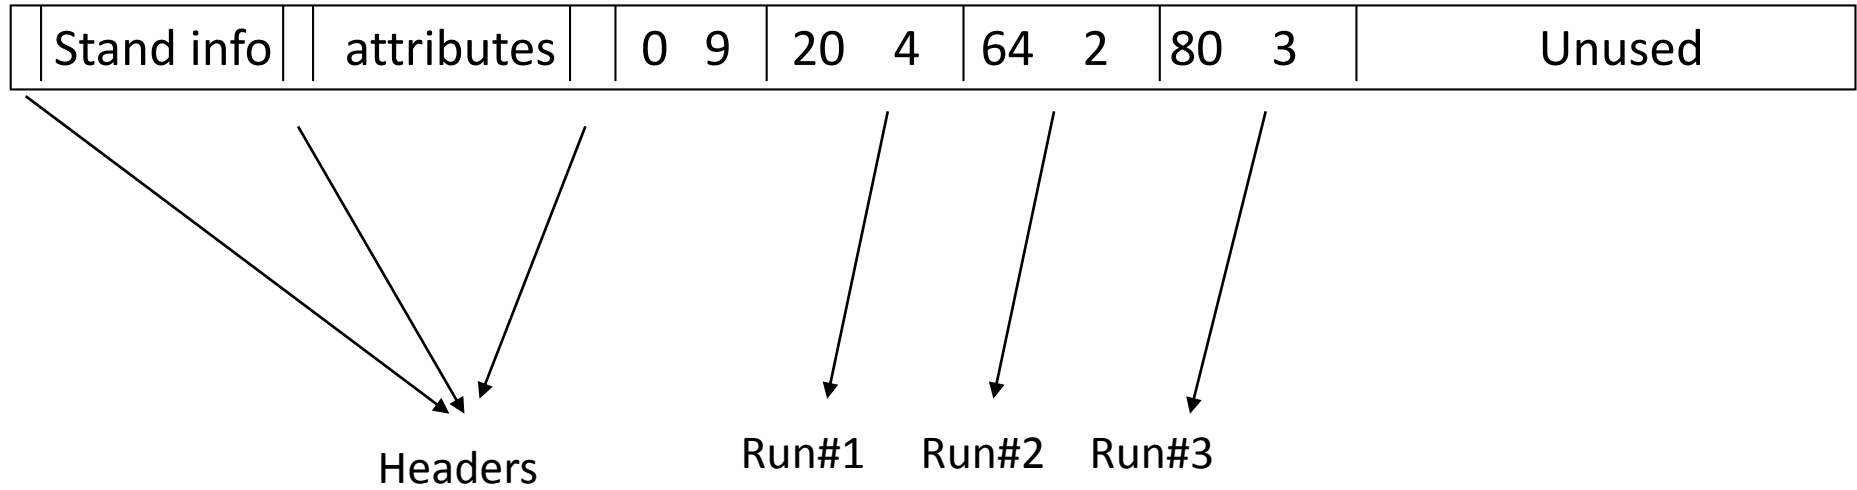 Stand info attributes 0 9 20 4 64 2 80 3 Unused
Headers Run#1 Run#2 Run#3